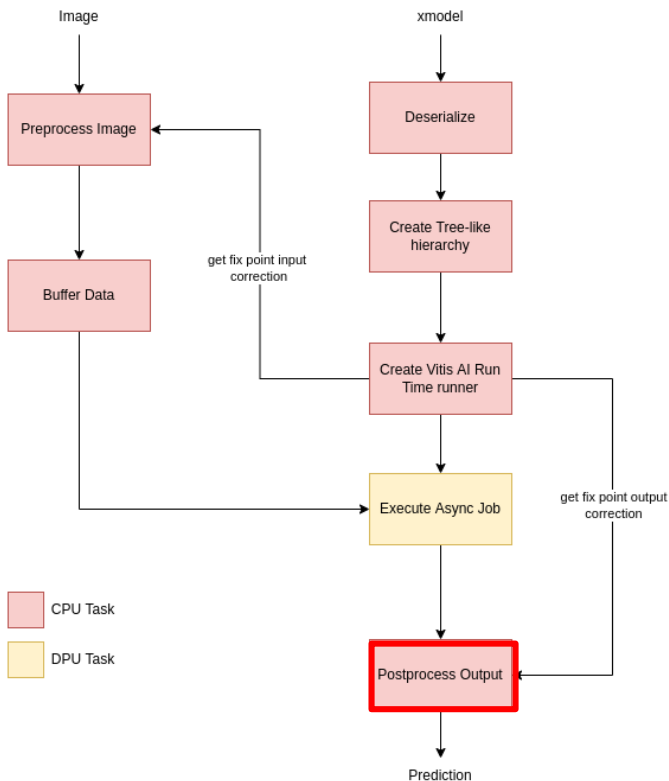 Image
xmodel
Preprocess Image
Deserialize
Create Tree-like
hierarchy
get fix point input
correction
Buffer Data
Create Vitis AI Run
Time runner
Execute Async Job
get fix point output
correction
CPU Task
DPU Task
Postprocess Output
Prediction